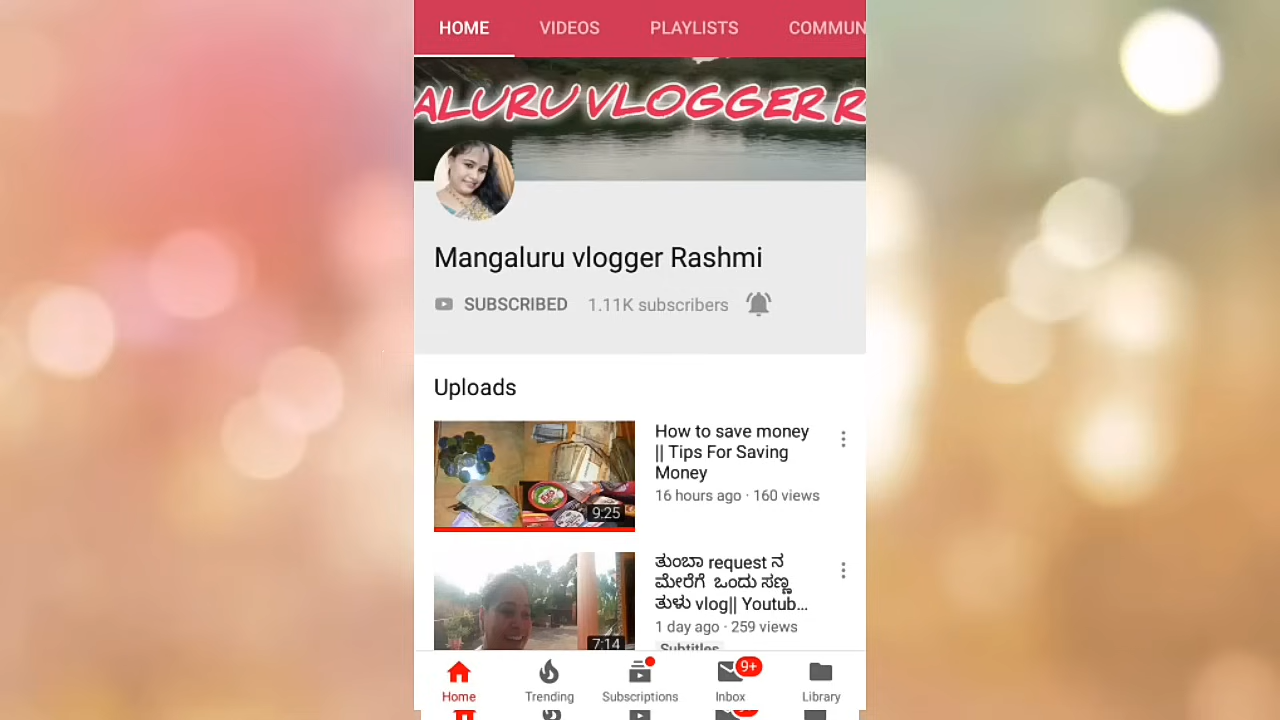 HOME VIDEOS PLAYLISTS COMMUN
ALURU VLOGGER R
Mangaluru vlogger Rashmi
SUBSCRIBED 1.11K subscribers
Uploads
How to save money
|| Tips For Saving
Money
16 hours ago · 160 views
9:25
ತುಂಬಾ request ನ
ಮೇರೆಗೆ ಒಂದು ಸಣ್ಣ
ತುಳು vlog|| Youtub...
1 day ago · 259 views
7:14
Subtitles
9+
Home Trending Subscriptions Inbox Library